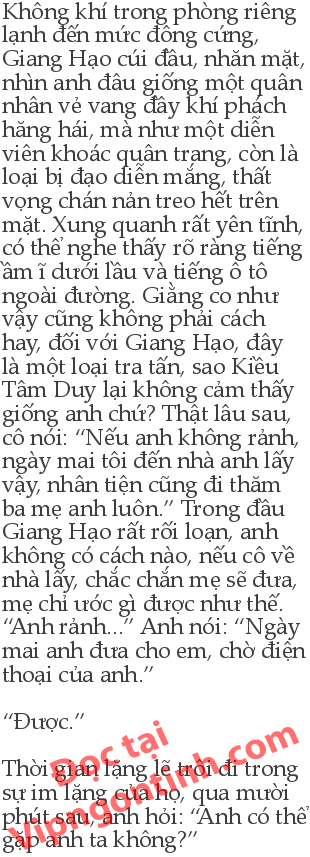 Không khí trong phòng riêng
lạnh đến mức đông cứng,
Giang Hạo cúi đầu, nhăn mặt,
nhìn anh đâu giống một quân
nhân vẻ vang đầy khí phách
hăng hái, mà như một diễn
viên khoác quân trang, còn là
loại bị đạo diễn mắng, thất
vọng chán nản treo hết trên
mặt. Xung quanh rất yên tĩnh,
có thể nghe thấy rõ ràng tiếng
ầm ĩ dưới lầu và tiếng ô tô
ngoài đường. Giằng co như
vậy cũng không phải cách
hay, đối với Giang Hạo, đây
là một loại tra tấn, sao Kiều
Tâm Duy lại không cảm thấy
giống anh chứ? Thật lâu sau,
cô nói: “Nếu anh không rảnh,
ngày mai tôi đến nhà anh lấy
vậy, nhân tiện cũng đi thăm
ba mẹ anh luôn.” Trong đầu
Giang Hạo rất rối loạn, anh
không có cách nào, nếu cô về
nhà lấy, chắc chắn mẹ sẽ đưa,
mẹ chỉ ước gì được như thế.
“Anh rảnh...” Anh nói: “Ngày
mai anh đưa cho em, chờ điện
thoại của anh.”
“Được.”
Đọc tại
Vipngontinh.com
Thời gian lặng lẽ trôi đi trong
sự im lặng của họ, qua mười
phút sau, anh hỏi: “Anh có thể
gặp anh ta không?”